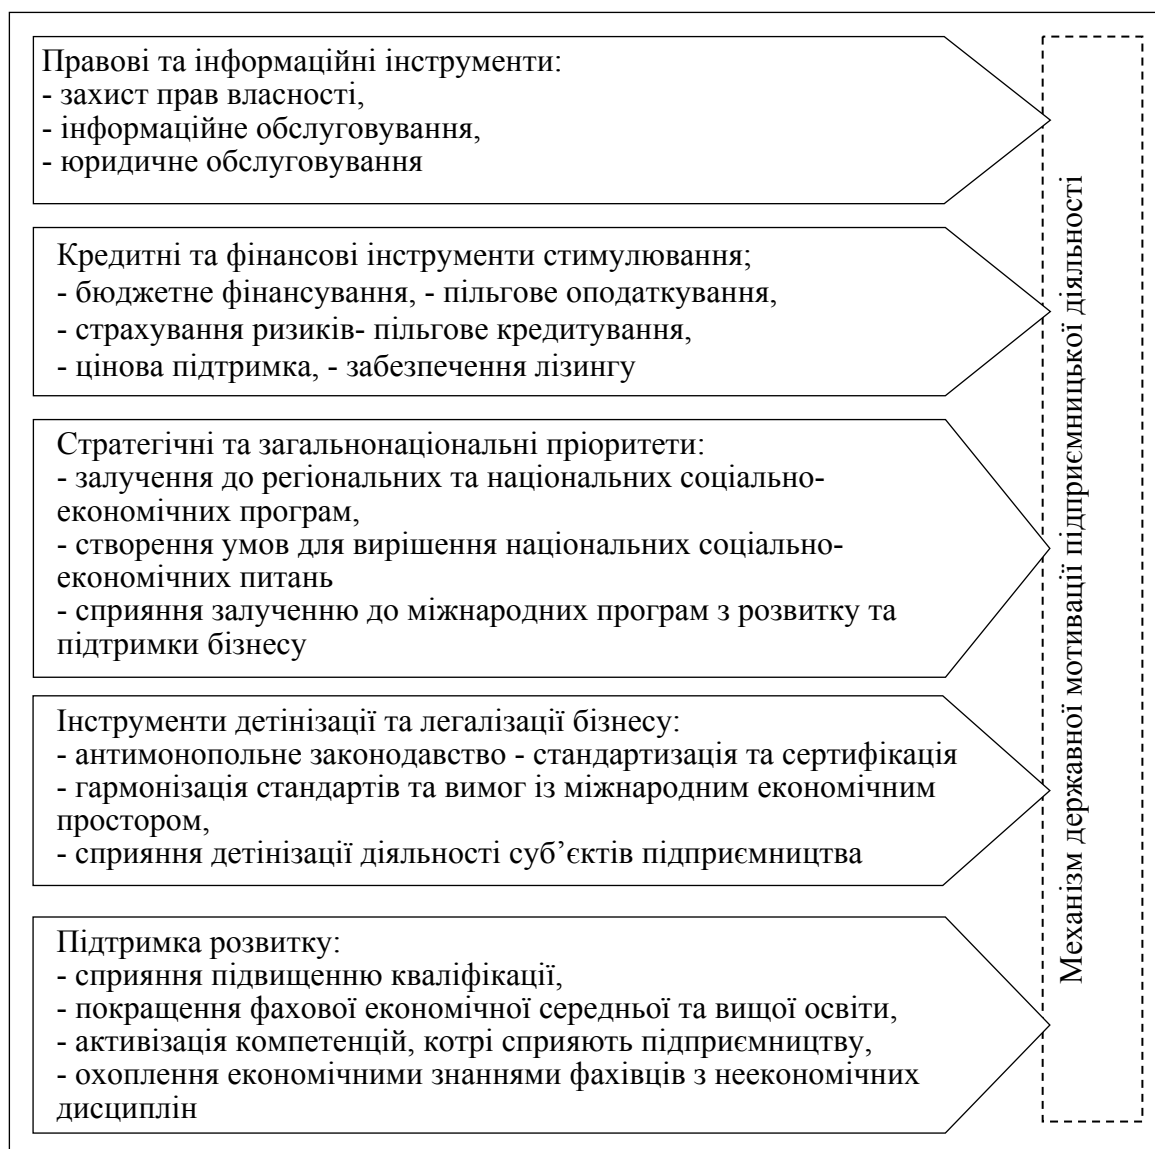 Правові та інформаційні інструменти:
- захист прав власності,
- інформаційне обслуговування,
- юридичне обслуговування
Кредитні та фінансові інструменти стимулювання;
- бюджетне фінансування, - пільгове оподаткування,
- страхування ризиків- пільгове кредитування,
- цінова підтримка, - забезпечення лізингу
Стратегічні та загальнонаціональні пріоритети:
- залучення до регіональних та національних соціально-
економічних програм,
- створення умов для вирішення національних соціально-
економічних питань
- сприяння залученню до міжнародних програм з розвитку та
підтримки бізнесу
Інструменти детінізації та легалізації бізнесу:
- антимонопольне законодавство - стандартизація та сертифікація
- гармонізація стандартів та вимог із міжнародним економічним
простором,
- сприяння детінізації діяльності суб’єктів підприємництва
Підтримка розвитку:
- сприяння підвищенню кваліфікації,
- покращення фахової економічної середньої та вищої освіти,
- активізація компетенцій, котрі сприяють підприємництву,
- охоплення економічними знаннями фахівців з неекономічних
дисциплін
Механізм державної мотивації підприємницької діяльності